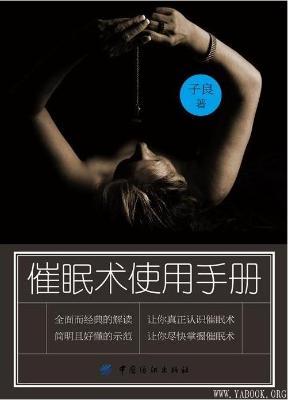 子良
著
催眠术使用手册
全面而经典的解读 让你真正认识催眠术
简明且好懂的示范 让你尽快掌握催眠术
中国纺织出版社
WWW.YADOOK.ORG